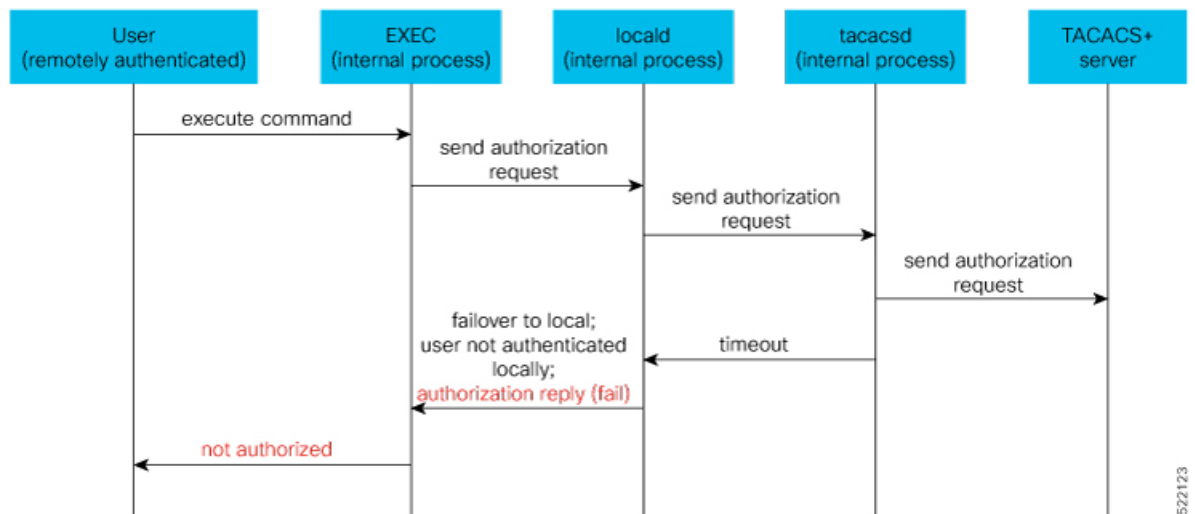 User
(remotely authenticated)
EXEC
(internal process)
locald
(internal process)
tacacsd
(internal process)
TACACS+
server
execute command
send authorization
request
send authorization
request
send authorization
request
timeout
failover to local;
user not authenticated
locally;
authorization reply (fail)
not authorized
522123